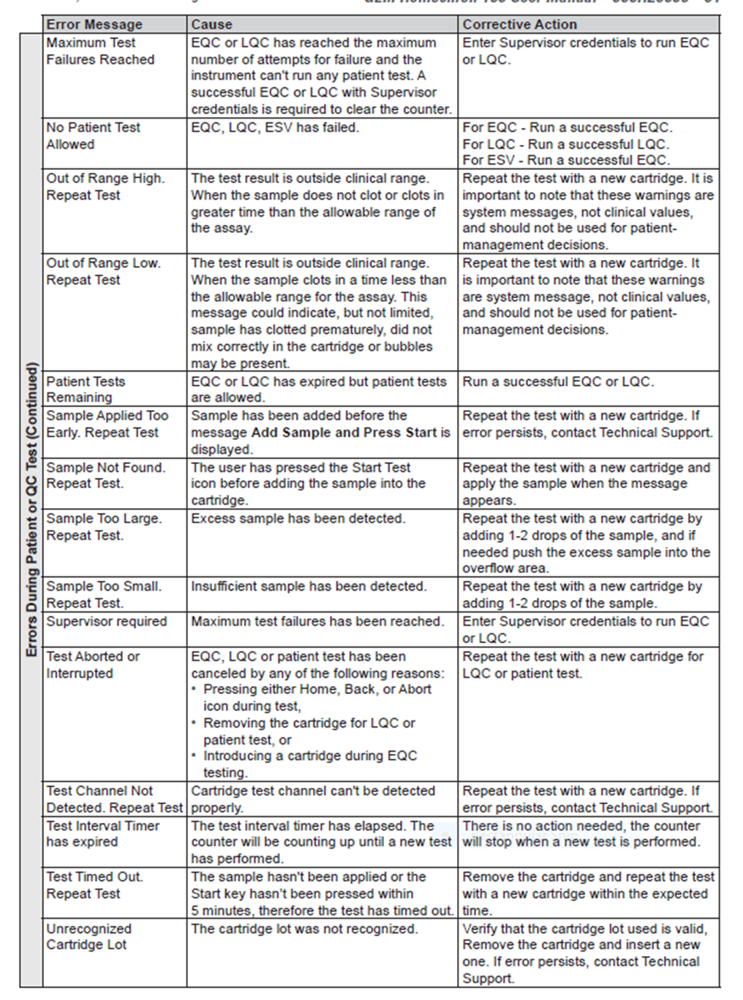 Error Message
Cause
Corrective Action
Errors During Patient or QC Test (Continued)
Maximum Test
Failures Reached
EQC or LQC has reached the maximum
number of attempts for failure and the
instrument can't run any patient test. A
successful EQC or LQC with Supervisor
credentials is required to clear the counter.
Enter Supervisor credentials to run EQC
or LQC.
No Patient Test
Allowed
EQC, LQC, ESV has failed.
For EQC - Run a successful EQC.
For LQC - Run a successful LQC.
For ESV - Run a successful EQC.
Out of Range High.
Repeat Test
The test result is outside clinical range.
When the sample does not clot or clots in
greater time than the allowable range of
the assay.
Repeat the test with a new cartridge. It is
important to note that these warnings are
system messages, not clinical values,
and should not be used for patient-
management decisions.
Out of Range Low.
Repeat Test
The test result is outside clinical range.
When the sample clots in a time less than
the allowable range for the assay. This
message could indicate, but not limited,
sample has clotted prematurely, did not
mix correctly in the cartridge or bubbles
may be present.
Repeat the test with a new cartridge. It
is important to note that these warnings
are system message, not clinical values,
and should not be used for patient-
management decisions.
Patient Tests
Remaining
EQC or LQC has expired but patient tests
are allowed.
Run a successful EQC or LQC.
Sample Applied Too
Early. Repeat Test
Sample has been added before the
message Add Sample and Press Start is
displayed.
Repeat the test with a new cartridge. If
error persists, contact Technical Support.
Sample Not Found.
Repeat Test.
The user has pressed the Start Test
icon before adding the sample into the
cartridge.
Repeat the test with a new cartridge and
apply the sample when the message
appears.
Sample Too Large.
Repeat Test.
Excess sample has been detected.
Repeat the test with a new cartridge by
adding 1-2 drops of the sample, and if
needed push the excess sample into the
overflow area.
Sample Too Small.
Repeat Test.
Insufficient sample has been detected.
Repeat the test with a new cartridge by
adding 1-2 drops of the sample.
Supervisor required
Maximum test failures has been reached.
Enter Supervisor credentials to run EQC
or LQC.
Test Aborted or
Interrupted
EQC, LQC or patient test has been
canceled by any of the following reasons:
• Pressing either Home, Back, or Abort
icon during test,
• Removing the cartridge for LQC or
patient test, or
• Introducing a cartridge during EQC
testing.
Repeat the test with a new cartridge for
LQC or patient test.
Test Channel Not
Detected. Repeat Test
Cartridge test channel can't be detected
properly.
Repeat the test with a new cartridge. If
error persists, contact Technical Support.
Test Interval Timer
has expired
The test interval timer has elapsed. The
counter will be counting up until a new test
has performed.
There is no action needed, the counter
will stop when a new test is performed.
Test Timed Out.
Repeat Test
The sample hasn't been applied or the
Start key hasn't been pressed within
5 minutes, therefore the test has timed out.
Remove the cartridge and repeat the test
with a new cartridge within the expected
time.
Unrecognized
Cartridge Lot
The cartridge lot was not recognized.
Verify that the cartridge lot used is valid,
Remove the cartridge and insert a new
one. If error persists, contact Technical
Support.